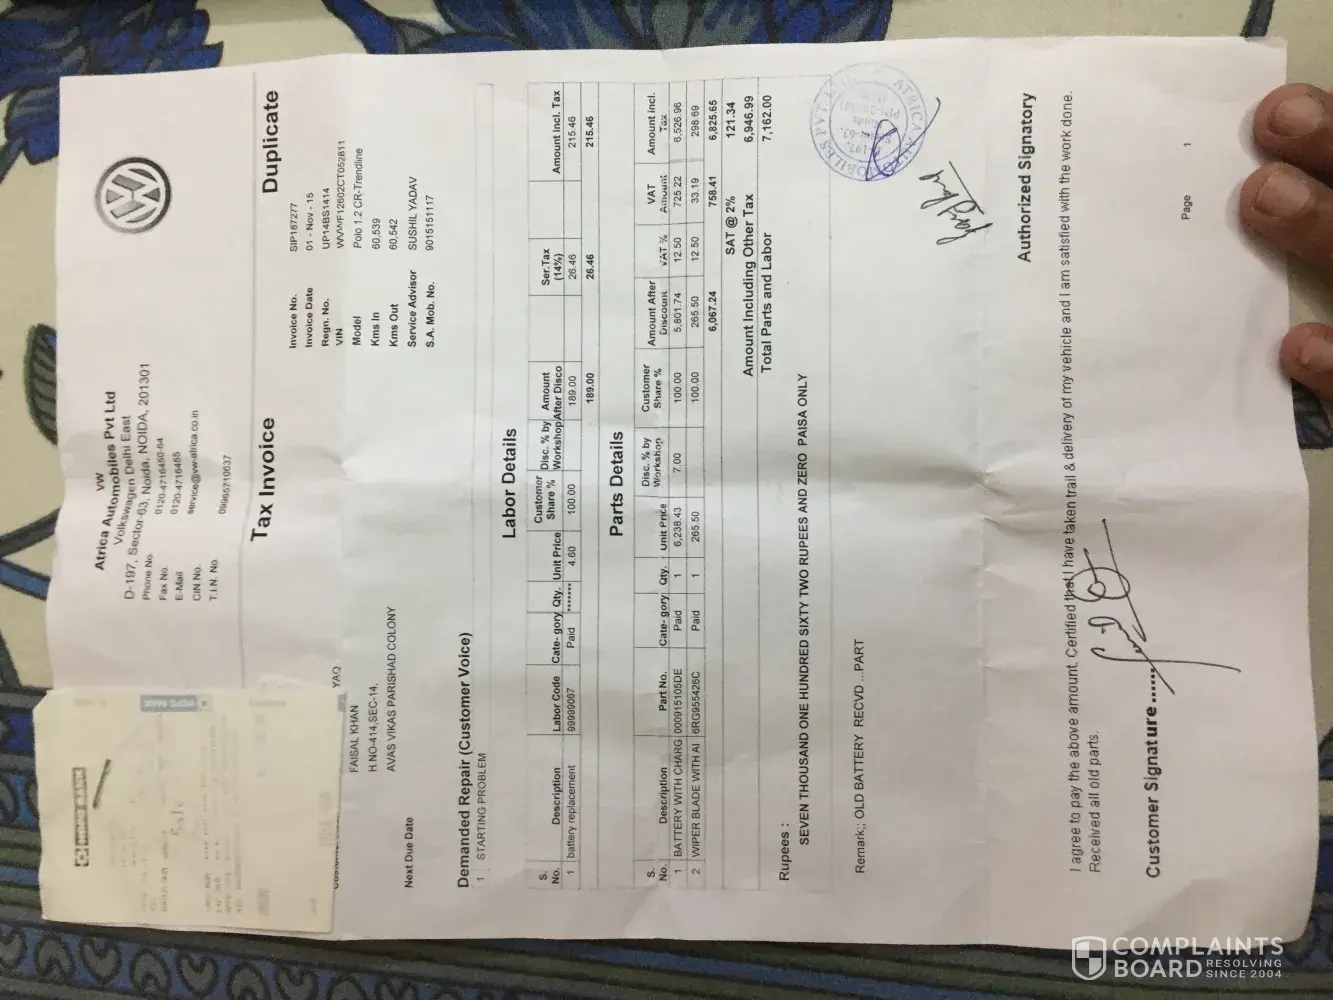 VW
Atrica Automobiles Pvt Ltd
Volkswagen Delhi East
D-197, Sector-63, Noida, NOIDA, 201301
Phone No. 0120-4716450-64
Fax No. 0120-4716465
E-Mail service@vw-africa.co.in
CIN No.
T.I.N. No 09965710637
Tax Invoice Duplicate
Invoice No. SIP187277
Invoice Date 01 - Nov - 15
Regn. No. UP14BS1414
VIN WVWF12602CT052811
Model Polo 1.2 CR-Trendline
Kms In 60,539
Kms Out 60,542
Service Advisor SUSHIL YADAV
S.A. Mob. No. 9015151117
YAQ
FAISAL KHAN
H.NO-414,SEC-14.
AVAS VIKAS PARISHAD COLONY
Next Due Date
Demanded Repair (Customer Voice)
1 STARTING PROBLEM
Labor Details
S. No. Description Labor Code Cate- gory Qty. Unit Price Customer Share % Disc. % by Workshop Amount After Disco Ser.Tax (14%) Amount incl. Tax
1 battery replacement 99999067 Paid ******* 4.60 100.00 189.00 26.46 215.46
189.00 26.46 215.46
Parts Details
S. No. Description Part No. Cate- gory Qty. Unit Price Disc. % by Workshop Customer Share % Amount After Discount VAT % VAT Amount Amount incl. Tax
1 BATTERY WITH CHARG 000915105DE Paid 1 6,238.43 7.00 100.00 5,801.74 12.50 725.22 6,526.96
2 WIPER BLADE WITH AI 6RG955426C Paid 1 265.50 100.00 265.50 12.50 33.19 298.69
6,067.24 758.41 6,825.65
SAT @ 2% 121.34
Amount Including Other Tax 6,946.99
Total Parts and Labor 7,162.00
Rupees :
SEVEN THOUSAND ONE HUNDRED SIXTY TWO RUPEES AND ZERO PAISA ONLY
Remark:; OLD BATTERY RECVD ...PART
Authorized Signatory
I agree to pay the above amount. Certified that I have taken trail & delivery of my vehicle and I am satisfied with the work done.
Received all old parts.
Customer Signature .......
Page 1
HDFC BANK
Sale
COMPLAINTS
BOARD RESOLVING SINCE 2004